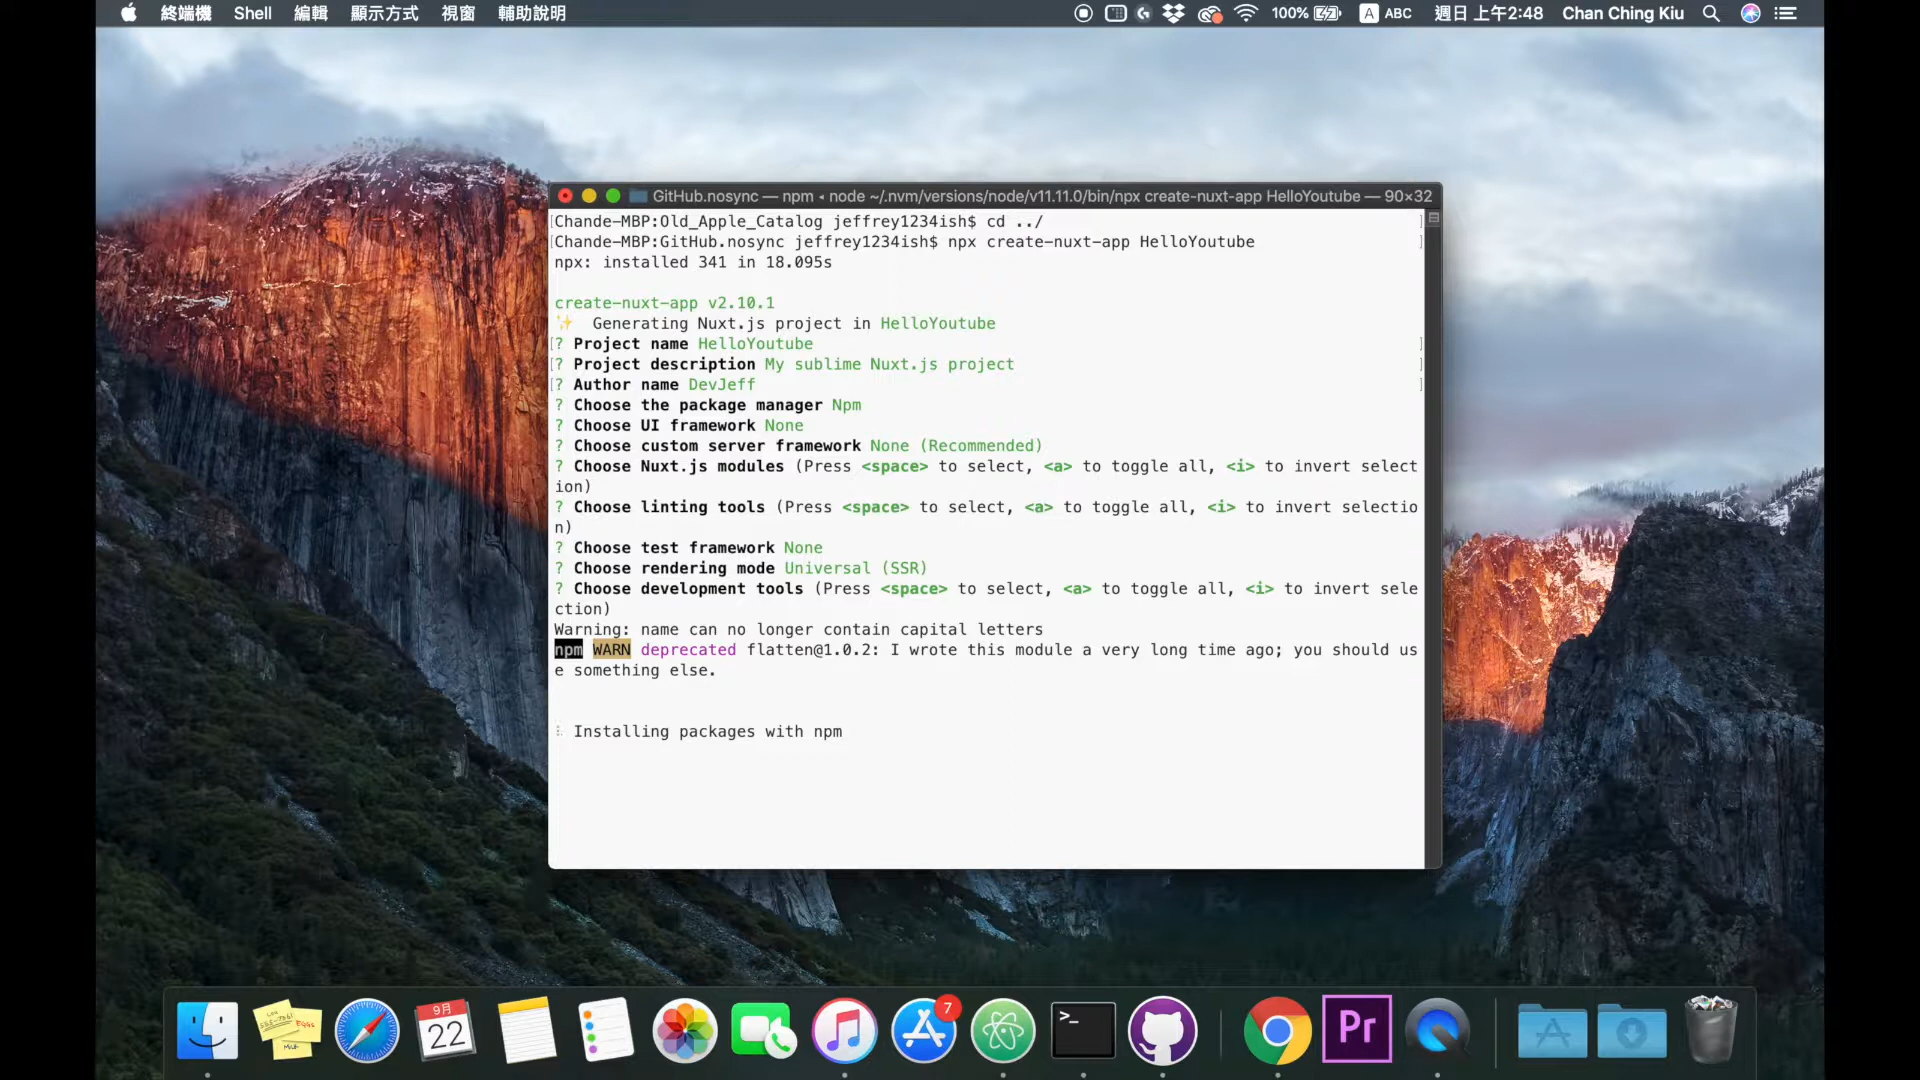 終端機 Shell 編輯 顯示方式 視窗 輔助說明 100% A ABC 週日 上午2:48 Chan Ching Kiu
GitHub.nosync — npm ◂ node ~/.nvm/versions/node/v11.11.0/bin/npx create-nuxt-app HelloYoutube — 90×32
[Chande-MBP:Old_Apple_Catalog jeffrey1234ish$ cd ../ ]
[Chande-MBP:GitHub.nosync jeffrey1234ish$ npx create-nuxt-app HelloYoutube ]
npx: installed 341 in 18.095s
create-nuxt-app v2.10.1
✨ Generating Nuxt.js project in HelloYoutube
[? Project name HelloYoutube ]
[? Project description My sublime Nuxt.js project ]
[? Author name DevJeff ]
? Choose the package manager Npm
? Choose UI framework None
? Choose custom server framework None (Recommended)
? Choose Nuxt.js modules (Press <space> to select, <a> to toggle all, <i> to invert select
ion)
? Choose linting tools (Press <space> to select, <a> to toggle all, <i> to invert selectio
n)
? Choose test framework None
? Choose rendering mode Universal (SSR)
? Choose development tools (Press <space> to select, <a> to toggle all, <i> to invert sele
ction)
Warning: name can no longer contain capital letters
npm WARN deprecated flatten@1.0.2: I wrote this module a very long time ago; you should us
e something else.
Installing packages with npm
9月
22
7
>_
Pr